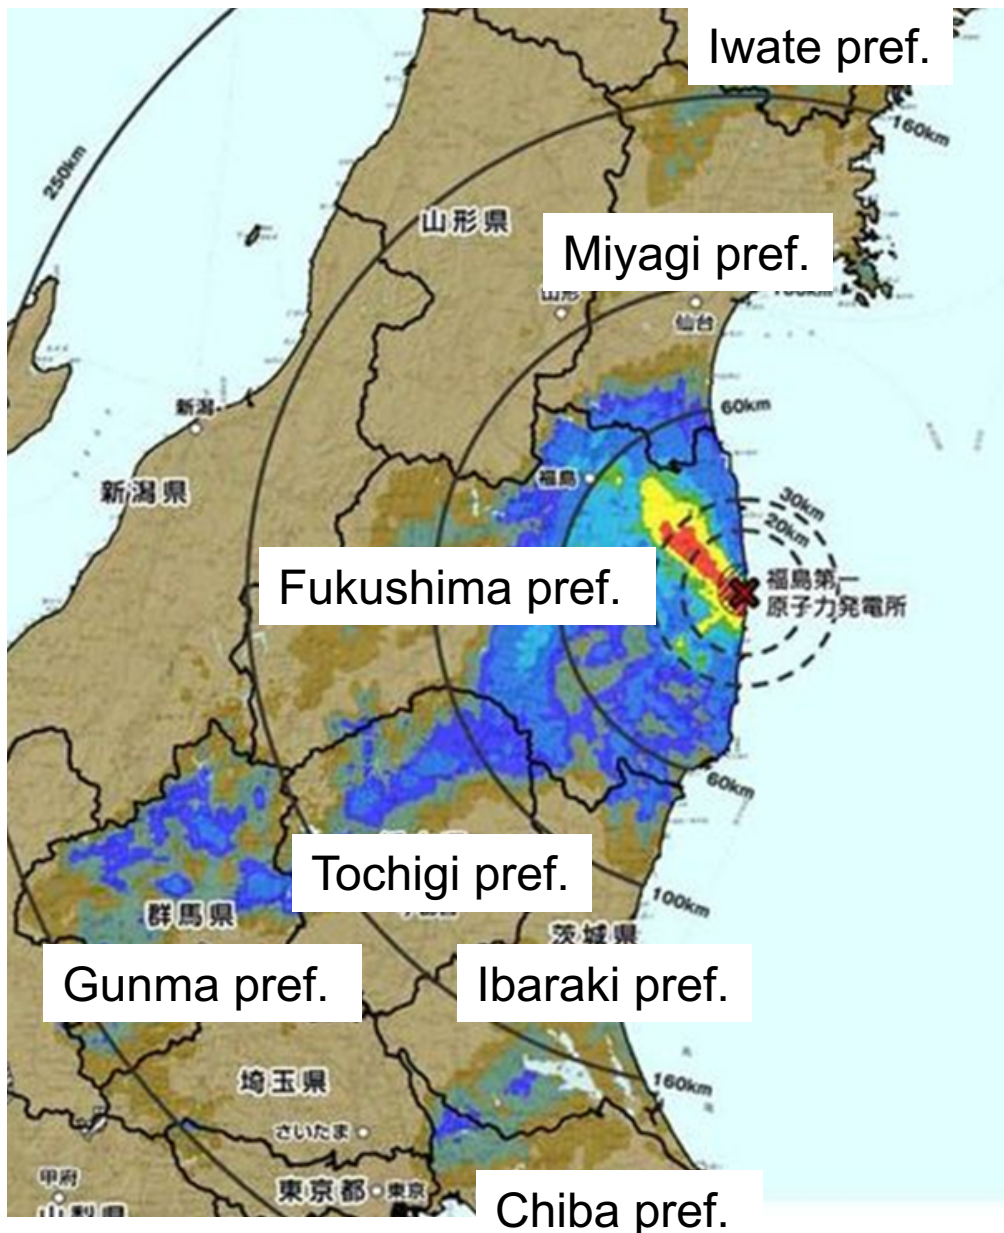 Iwate pref.
160km
250km
山形県
Miyagi pref.
山形
仙台
新潟
60km
新潟県
福島
30km
20km
Fukushima pref.
福島第一
原子力発電所
60km
Tochigi pref.
100km
群馬県
茨城県
Gunma pref.
Ibaraki pref.
埼玉県
160km
さいたま
甲府
東京都
東京
山梨県
Chiba pref.